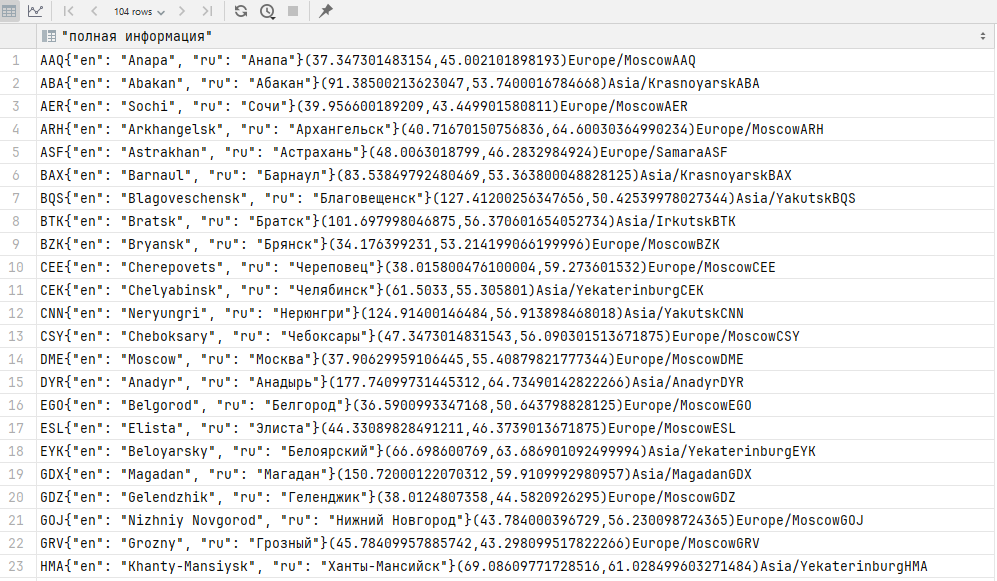 104 rows
"полная информация"
1 AAQ{"en": "Anapa", "ru": "Анапа"}(37.347301483154,45.002101898193)Europe/MoscowAAQ
2 ABA{"en": "Abakan", "ru": "Абакан"}(91.38500213623047,53.7400016784668)Asia/KrasnoyarskABA
3 AER{"en": "Sochi", "ru": "Сочи"}(39.956600189209,43.449901580811)Europe/MoscowAER
4 ARH{"en": "Arkhangelsk", "ru": "Архангельск"}(40.71670150756836,64.60030364990234)Europe/MoscowARH
5 ASF{"en": "Astrakhan", "ru": "Астрахань"}(48.0063018799,46.2832984924)Europe/SamaraASF
6 BAX{"en": "Barnaul", "ru": "Барнаул"}(83.53849792480469,53.363800048828125)Asia/KrasnoyarskBAX
7 BQS{"en": "Blagoveschensk", "ru": "Благовещенск"}(127.41200256347656,50.42539978027344)Asia/YakutskBQS
8 BTK{"en": "Bratsk", "ru": "Братск"}(101.697998046875,56.370601654052734)Asia/IrkutskBTK
9 BZK{"en": "Bryansk", "ru": "Брянск"}(34.176399231,53.214199066199996)Europe/MoscowBZK
10 CEE{"en": "Cherepovets", "ru": "Череповец"}(38.015800476100004,59.273601532)Europe/MoscowCEE
11 CEK{"en": "Chelyabinsk", "ru": "Челябинск"}(61.5033,55.305801)Asia/YekaterinburgCEK
12 CNN{"en": "Neryungri", "ru": "Нерюнгри"}(124.91400146484,56.913898468018)Asia/YakutskCNN
13 CSY{"en": "Cheboksary", "ru": "Чебоксары"}(47.3473014831543,56.090301513671875)Europe/MoscowCSY
14 DME{"en": "Moscow", "ru": "Москва"}(37.90629959106445,55.40879821777344)Europe/MoscowDME
15 DYR{"en": "Anadyr", "ru": "Анадырь"}(177.74099731445312,64.73490142822266)Asia/AnadyrDYR
16 EGO{"en": "Belgorod", "ru": "Белгород"}(36.5900993347168,50.643798828125)Europe/MoscowEGO
17 ESL{"en": "Elista", "ru": "Элиста"}(44.33089828491211,46.3739013671875)Europe/MoscowESL
18 EYK{"en": "Beloyarsky", "ru": "Белоярский"}(66.698600769,63.686901092499994)Asia/YekaterinburgEYK
19 GDX{"en": "Magadan", "ru": "Магадан"}(150.72000122070312,59.9109992980957)Asia/MagadanGDX
20 GDZ{"en": "Gelendzhik", "ru": "Геленджик"}(38.0124807358,44.5820926295)Europe/MoscowGDZ
21 GOJ{"en": "Nizhniy Novgorod", "ru": "Нижний Новгород"}(43.784000396729,56.230098724365)Europe/MoscowGOJ
22 GRV{"en": "Grozny", "ru": "Грозный"}(45.78409957885742,43.298099517822266)Europe/MoscowGRV
23 HMA{"en": "Khanty-Mansiysk", "ru": "Ханты-Мансийск"}(69.08609771728516,61.028499603271484)Asia/YekaterinburgHMA